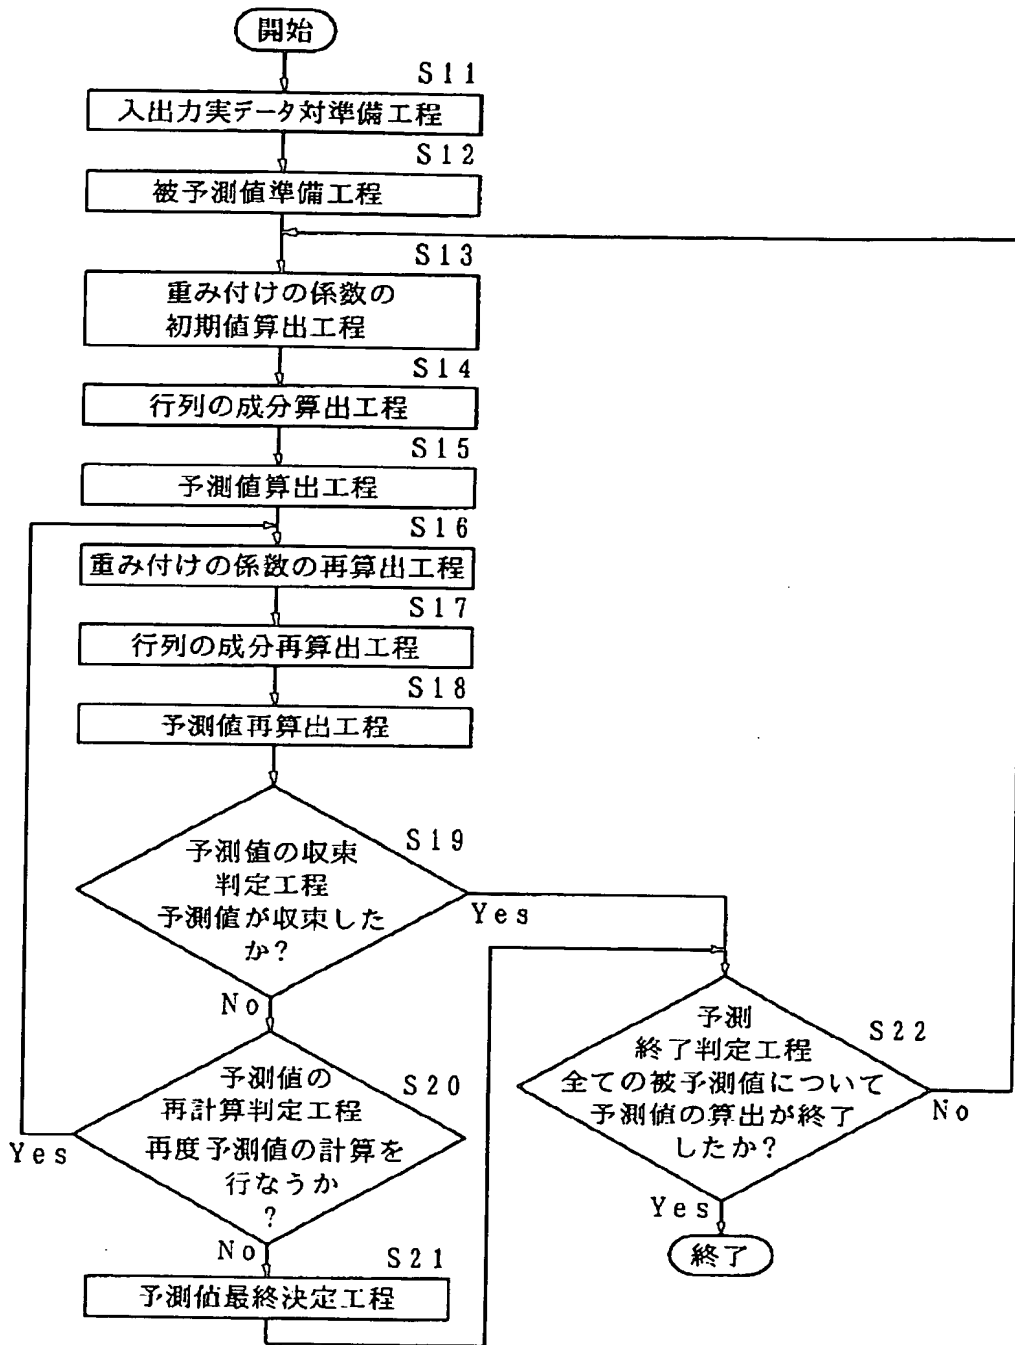 開始
S11
入出力実データ対準備工程
S12
被予測値準備工程
S13
重み付けの係数の
初期値算出工程
S14
行列の成分算出工程
S15
予測値算出工程
S16
重み付けの係数の再算出工程
S17
行列の成分再算出工程
S18
予測値再算出工程
S19
予測値の収束
判定工程
予測値が収束した
か?
Yes
No
S20
予測値の
再計算判定工程
再度予測値の計算を
行なうか
?
Yes
No
S21
予測値最終決定工程
S22
予測
終了判定工程
全ての被予測値について
予測値の算出が終了
したか?
No
Yes
終了